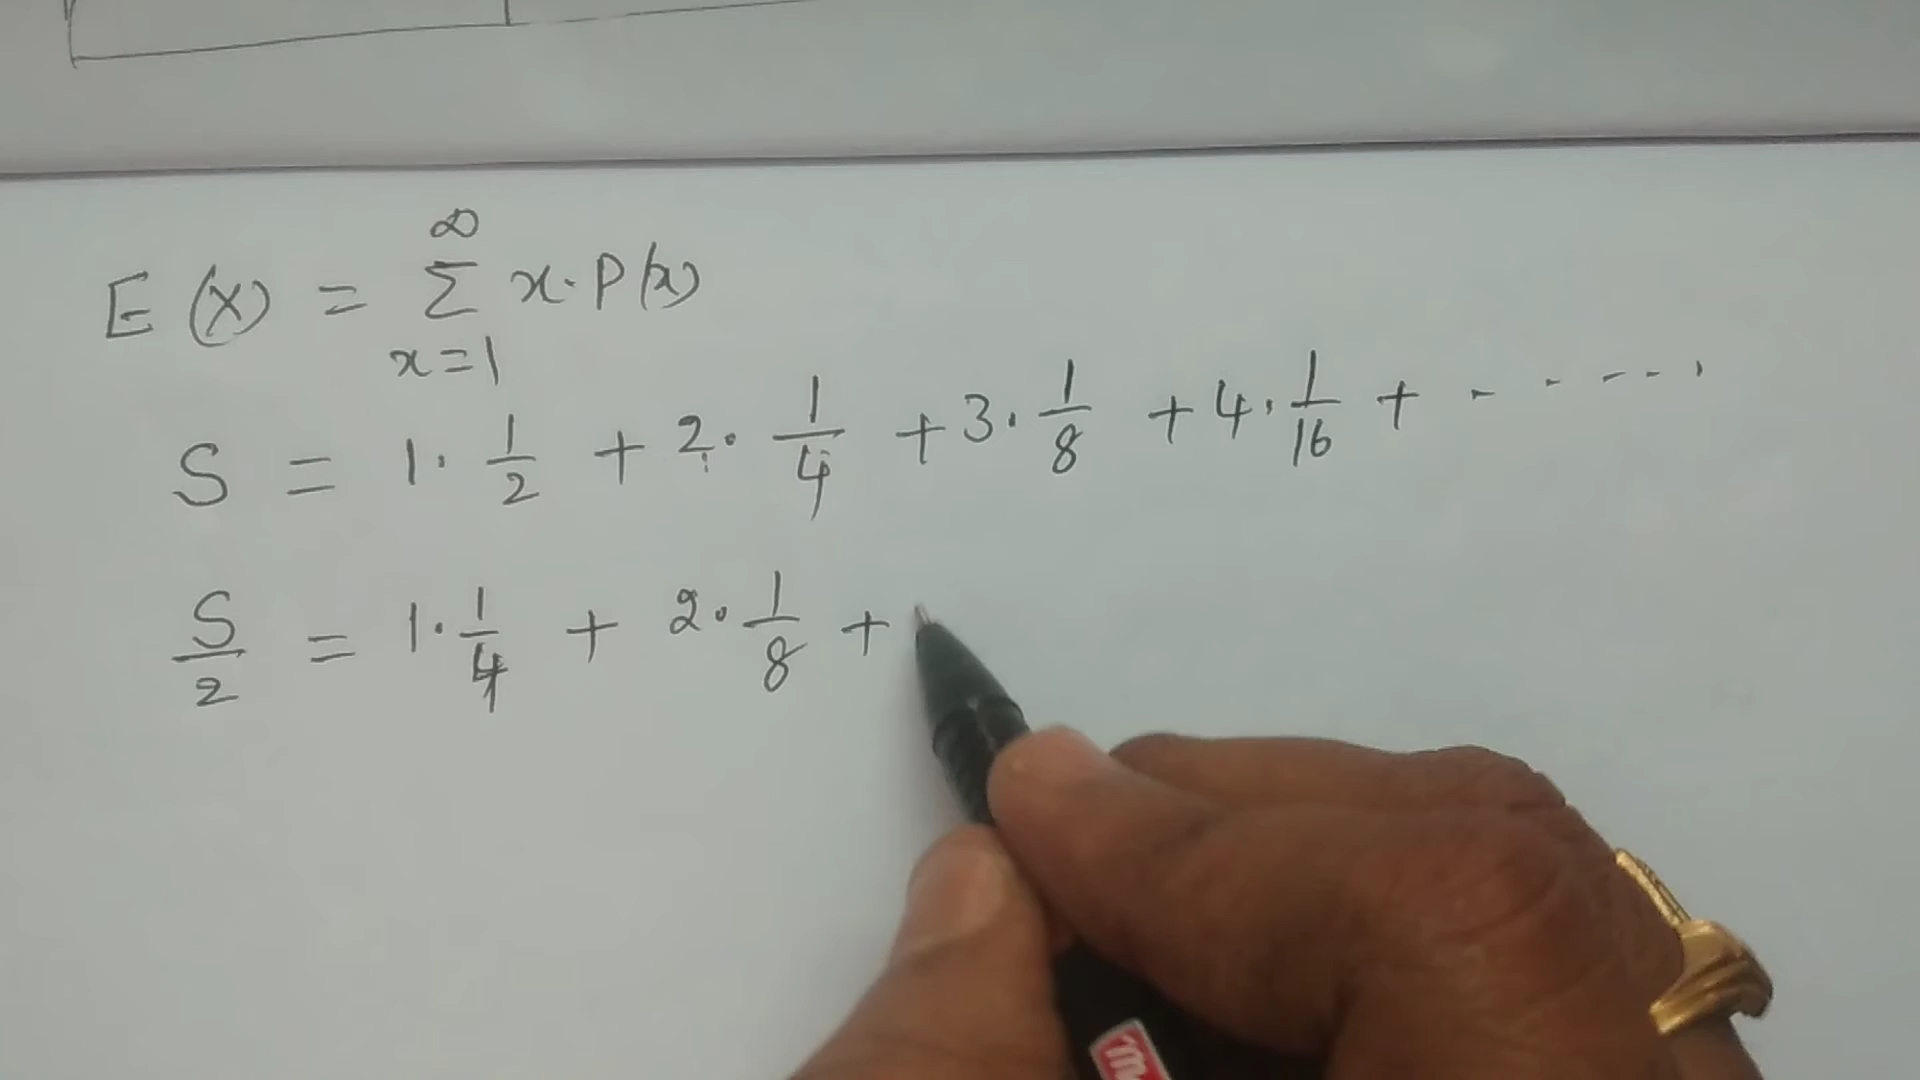 E(X) = ∞ Σ x=1 x·P(x)
S = 1·1/2 + 2·1/4 + 3·1/8 + 4·1/16 + - - - - - ·
S/2 = 1·1/4 + 2·1/8 +